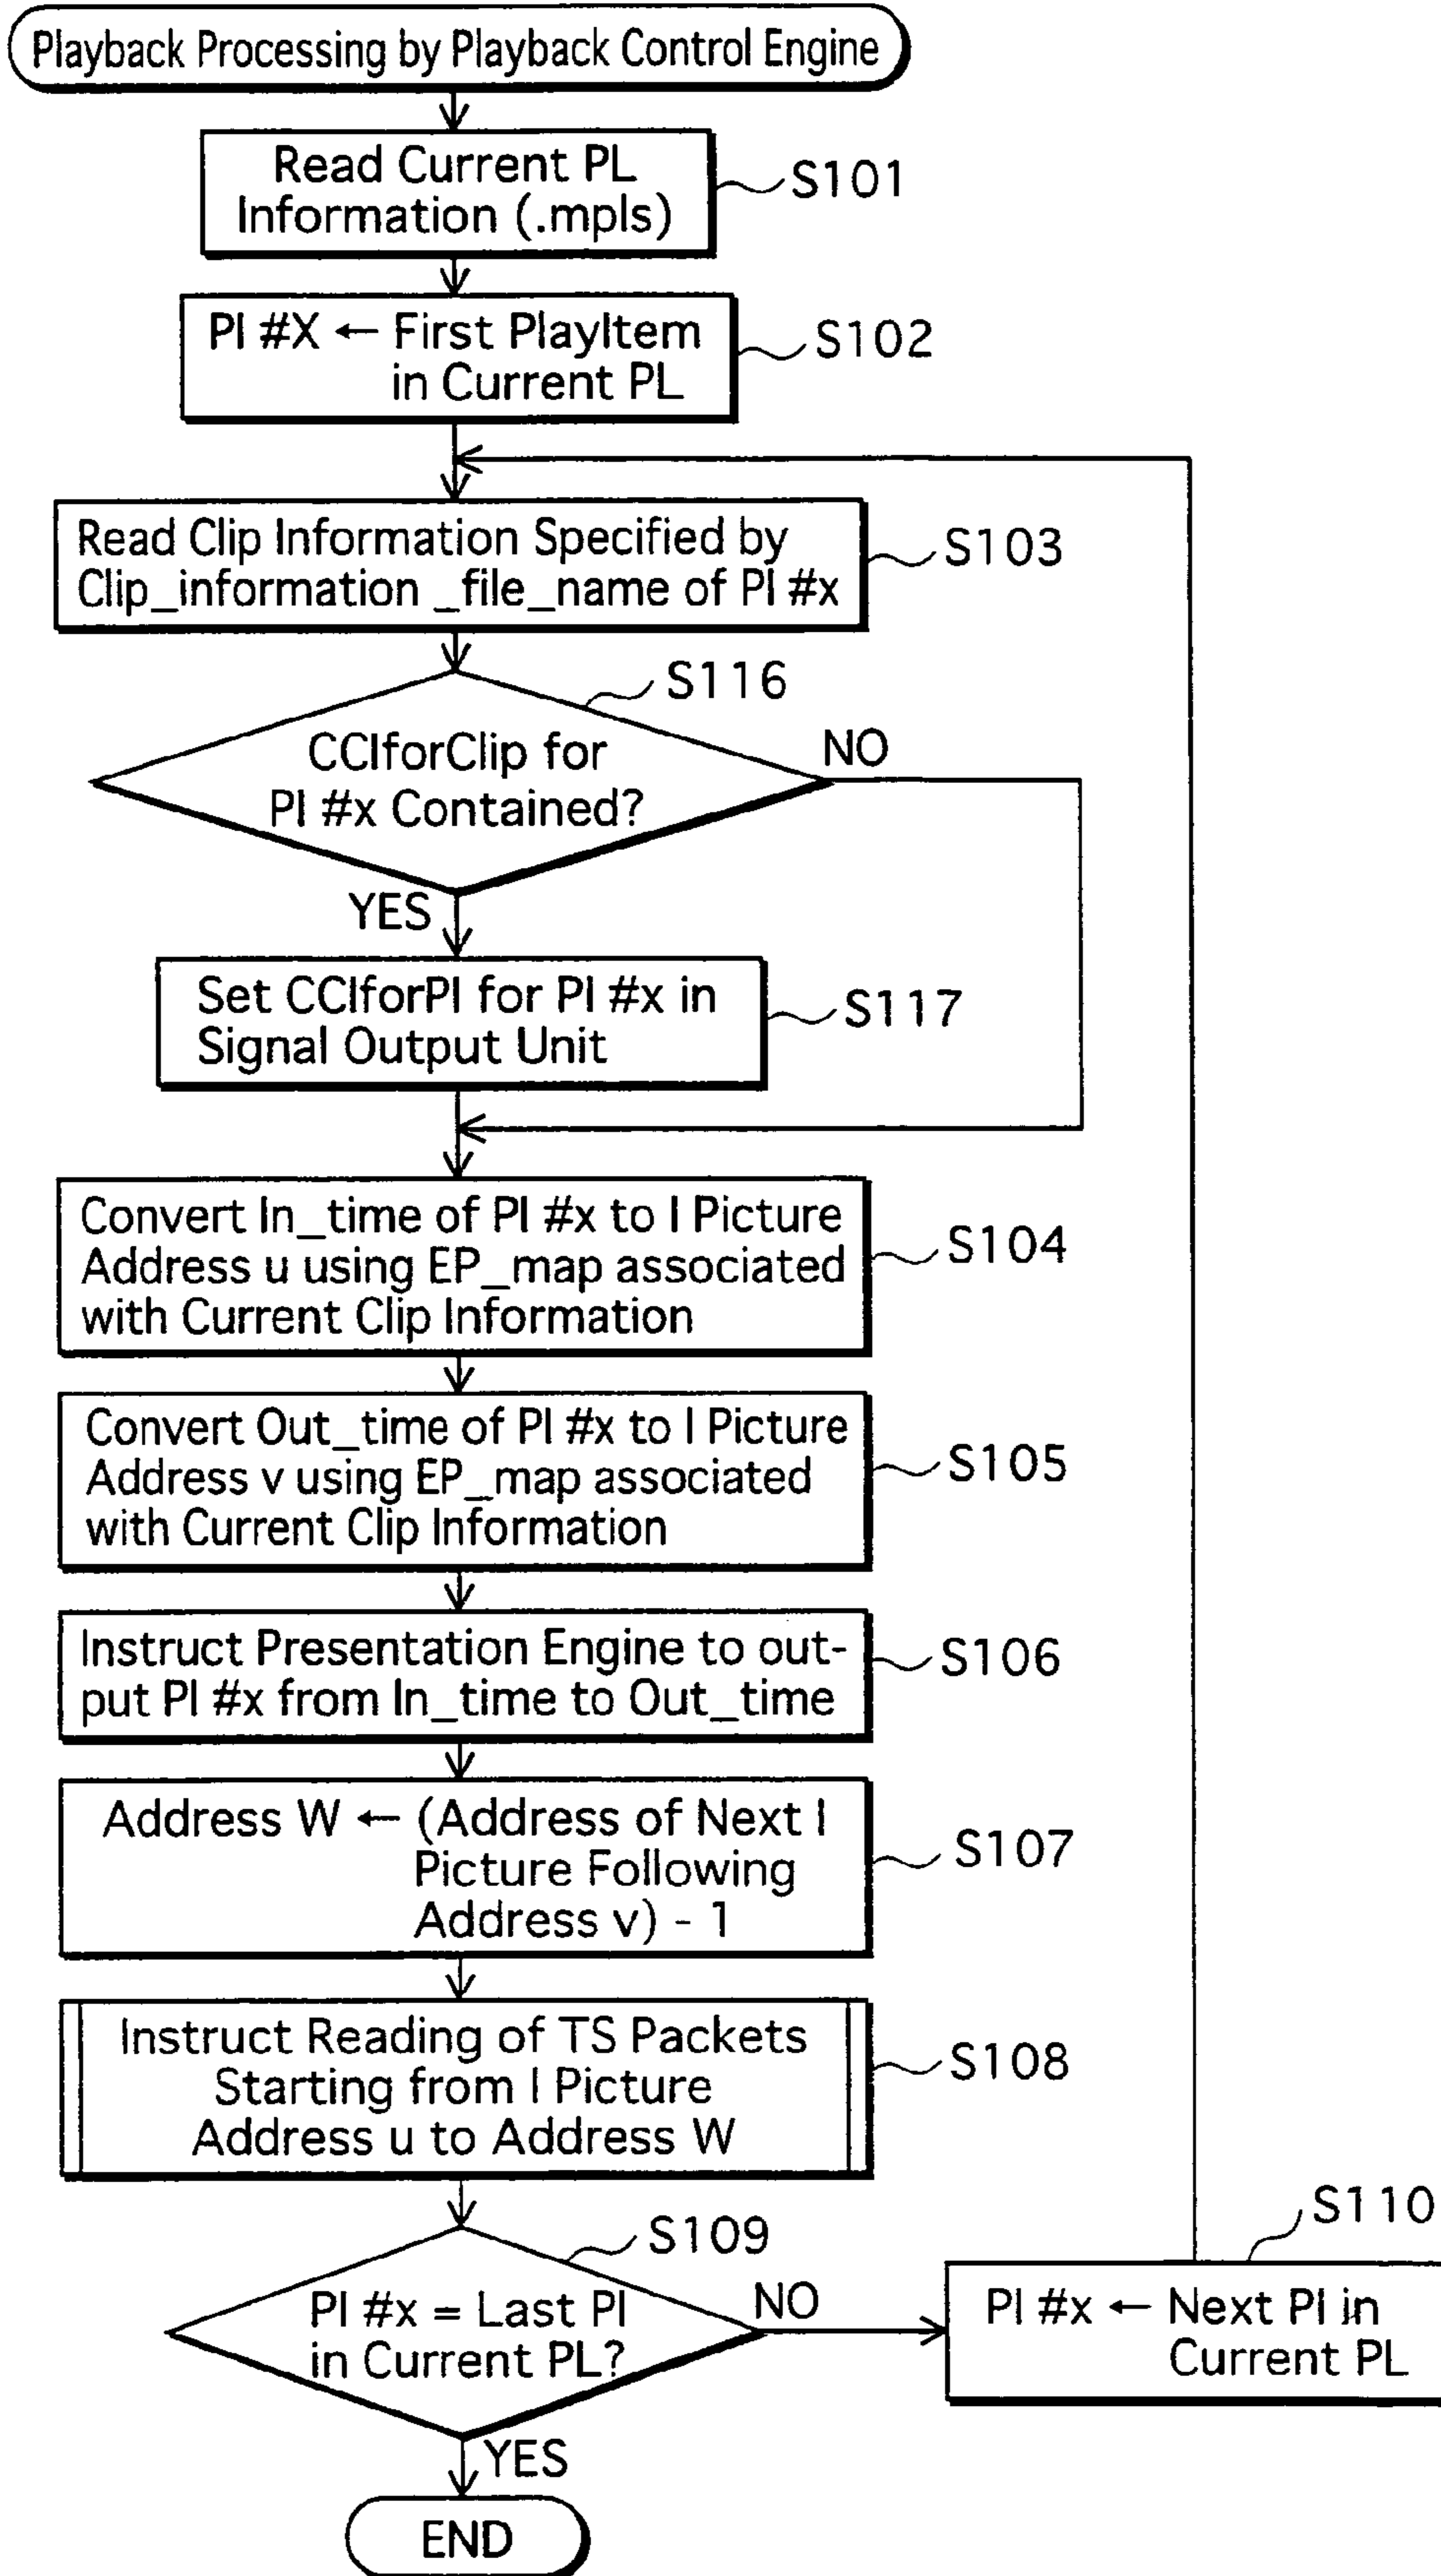 Playback Processing by Playback Control Engine
Read Current PL
Information (.mpls)
S101
PI #X ← First PlayItem
in Current PL
S102
Read Clip Information Specified by
Clip_information _file_name of PI #x
S103
S116
CCIforClip for
PI #x Contained?
NO
YES
Set CCIforPI for PI #x in
Signal Output Unit
S117
Convert In_time of PI #x to I Picture
Address u using EP_map associated
with Current Clip Information
S104
Convert Out_time of PI #x to I Picture
Address v using EP_map associated
with Current Clip Information
S105
Instruct Presentation Engine to out-
put PI #x from In_time to Out_time
S106
Address W ← (Address of Next I
Picture Following
Address v) - 1
S107
Instruct Reading of TS Packets
Starting from I Picture
Address u to Address W
S108
S109
PI #x = Last PI
in Current PL?
NO
S110
PI #x ← Next PI in
Current PL
YES
END